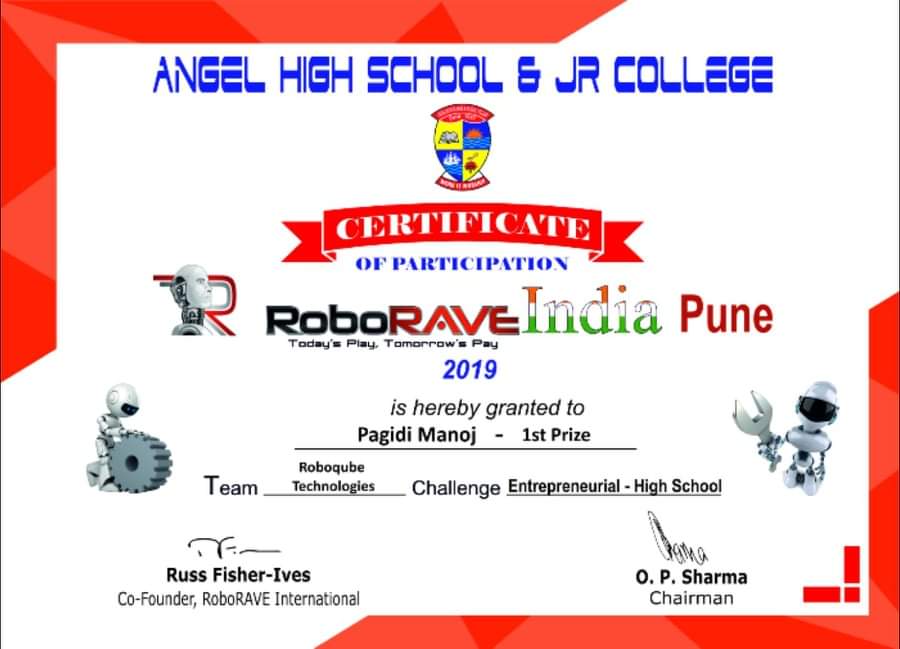 ANGEL HIGH SCHOOL & JR COLLEGE
CERTIFICATE
OF PARTICIPATION
R RoboRAVE India Pune
Today's Play, Tomorrow's Pay
2019
is hereby granted to
Pagidi Manoj - 1st Prize
Team Roboqube Technologies Challenge Entrepreneurial - High School
Russ Fisher-Ives O. P. Sharma
Co-Founder, RoboRAVE International Chairman